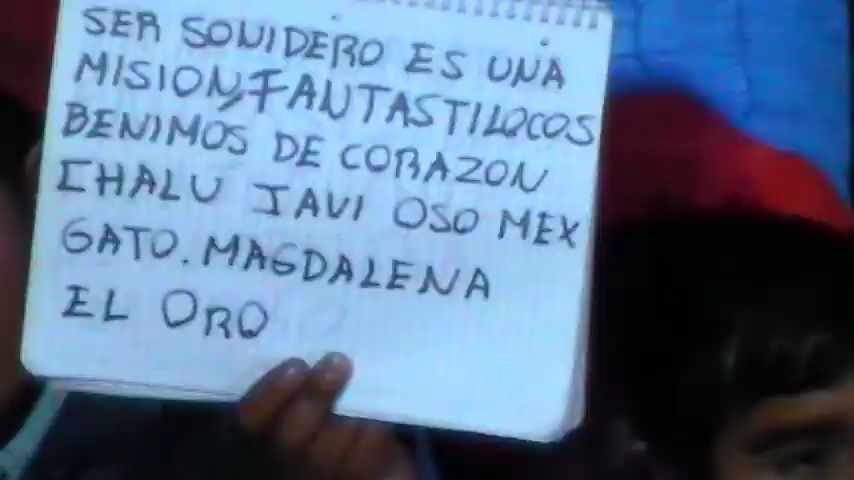 SER SONIDERO ES UNA
MISION, FANTASTILOCOS
BENIMOS DE CORAZON
CHALU JAVI OSO MEX
GATO. MAGDALENA
EL ORO